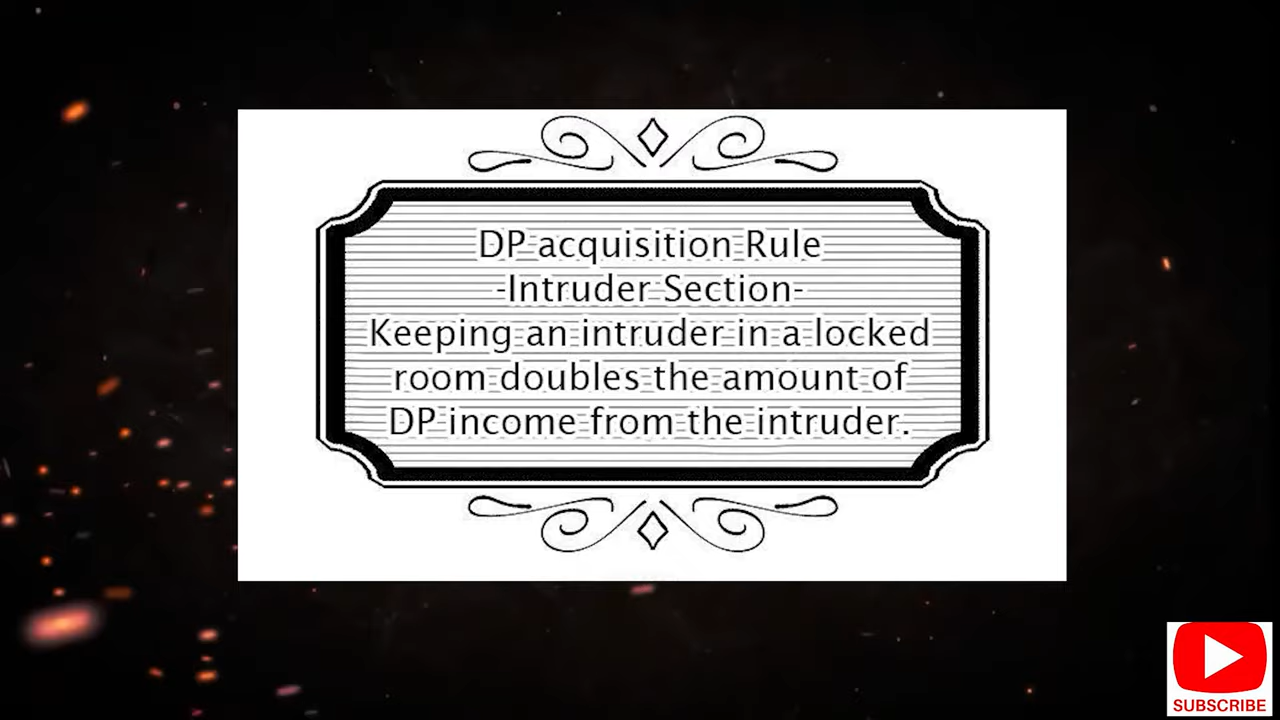 DP acquisition Rule
-Intruder Section-
Keeping an intruder in a locked
room doubles the amount of
DP income from the intruder.
SUBSCRIBE